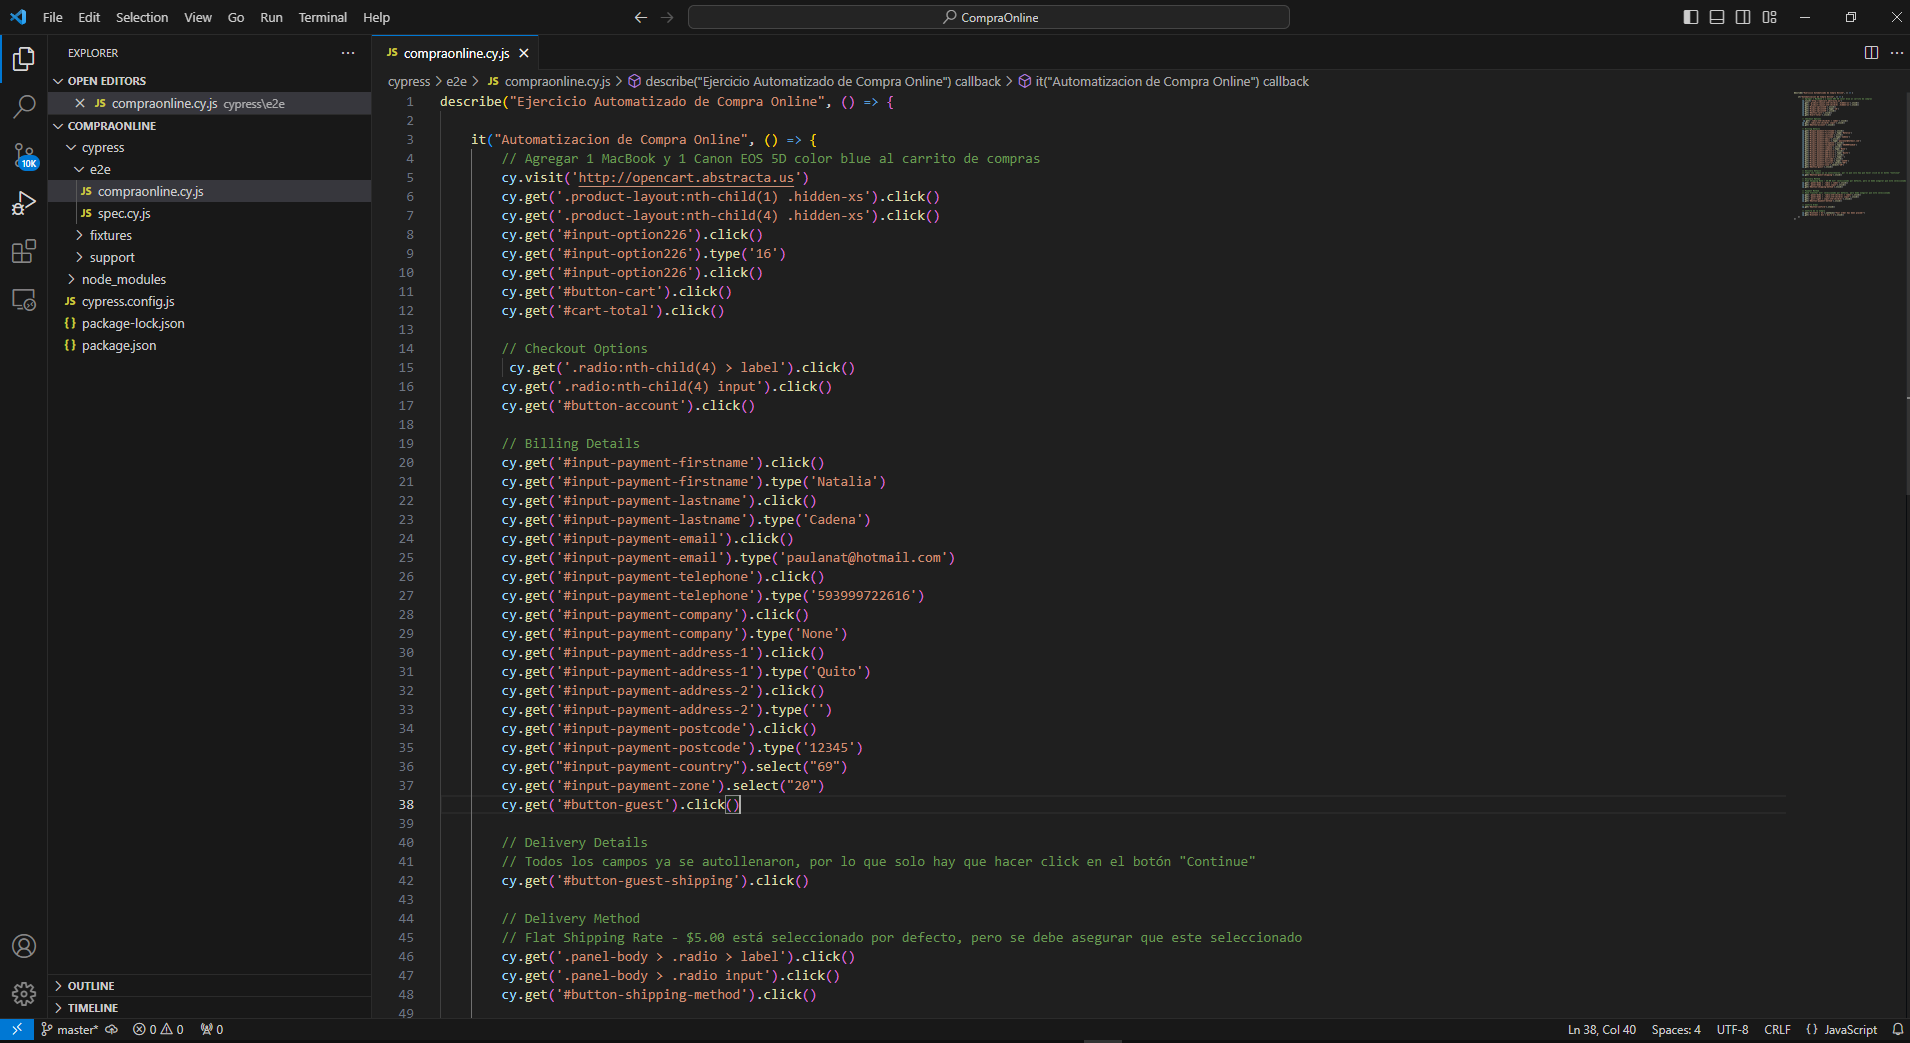 File Edit Selection View Go Run Terminal Help
CompraOnline
EXPLORER
OPEN EDITORS
JS compraonline.cy.js cypress\e2e
COMPRAONLINE
cypress
e2e
JS compraonline.cy.js
JS spec.cy.js
fixtures
support
node_modules
JS cypress.config.js
{} package-lock.json
{} package.json
OUTLINE
TIMELINE
10K
JS compraonline.cy.js
cypress > e2e > JS compraonline.cy.js > describe("Ejercicio Automatizado de Compra Online") callback > it("Automatizacion de Compra Online") callback
1 describe("Ejercicio Automatizado de Compra Online", () => {
2
3 it("Automatizacion de Compra Online", () => {
4 // Agregar 1 MacBook y 1 Canon EOS 5D color blue al carrito de compras
5 cy.visit('http://opencart.abstracta.us')
6 cy.get('.product-layout:nth-child(1) .hidden-xs').click()
7 cy.get('.product-layout:nth-child(4) .hidden-xs').click()
8 cy.get('#input-option226').click()
9 cy.get('#input-option226').type('16')
10 cy.get('#input-option226').click()
11 cy.get('#button-cart').click()
12 cy.get('#cart-total').click()
13
14 // Checkout Options
15 cy.get('.radio:nth-child(4) > label').click()
16 cy.get('.radio:nth-child(4) input').click()
17 cy.get('#button-account').click()
18
19 // Billing Details
20 cy.get('#input-payment-firstname').click()
21 cy.get('#input-payment-firstname').type('Natalia')
22 cy.get('#input-payment-lastname').click()
23 cy.get('#input-payment-lastname').type('Cadena')
24 cy.get('#input-payment-email').click()
25 cy.get('#input-payment-email').type('paulanat@hotmail.com')
26 cy.get('#input-payment-telephone').click()
27 cy.get('#input-payment-telephone').type('593999722616')
28 cy.get('#input-payment-company').click()
29 cy.get('#input-payment-company').type('None')
30 cy.get('#input-payment-address-1').click()
31 cy.get('#input-payment-address-1').type('Quito')
32 cy.get('#input-payment-address-2').click()
33 cy.get('#input-payment-address-2').type('')
34 cy.get('#input-payment-postcode').click()
35 cy.get('#input-payment-postcode').type('12345')
36 cy.get("#input-payment-country").select("69")
37 cy.get('#input-payment-zone').select("20")
38 cy.get('#button-guest').click()
39
40 // Delivery Details
41 // Todos los campos ya se autollenaron, por lo que solo hay que hacer click en el botón "Continue"
42 cy.get('#button-guest-shipping').click()
43
44 // Delivery Method
45 // Flat Shipping Rate - $5.00 está seleccionado por defecto, pero se debe asegurar que este seleccionado
46 cy.get('.panel-body > .radio > label').click()
47 cy.get('.panel-body > .radio input').click()
48 cy.get('#button-shipping-method').click()
49
master* 0 0 0
Ln 38, Col 40 Spaces: 4 UTF-8 CRLF {} JavaScript